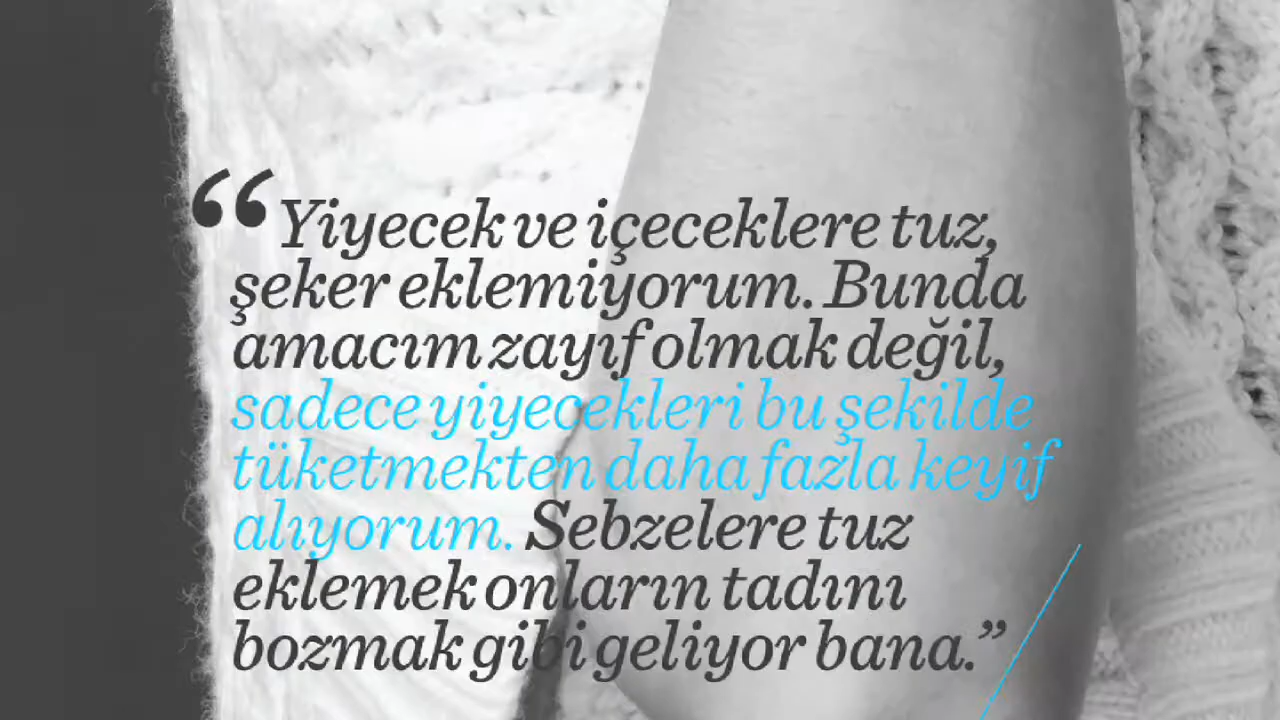 “Yiyecek ve içeceklere tuz,
şeker eklemiyorum. Bunda
amacım zayıf olmak değil,
sadece yiyecekleri bu şekilde
tüketmekten daha fazla keyif
alıyorum. Sebzelere tuz
eklemek onların tadını
bozmak gibi geliyor bana.”